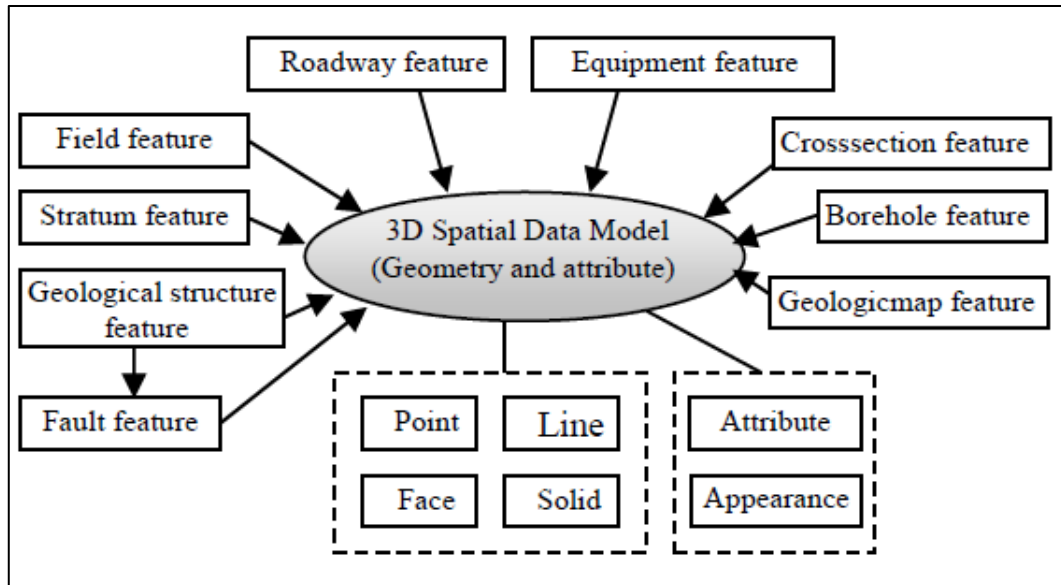 Roadway feature
Equipment feature
Field feature
Crosssection feature
Stratum feature
Borehole feature
3D Spatial Data Model
(Geometry and attribute)
Geological structure
feature
Geologicmap feature
Fault feature
Point
Line
Attribute
Face
Solid
Appearance